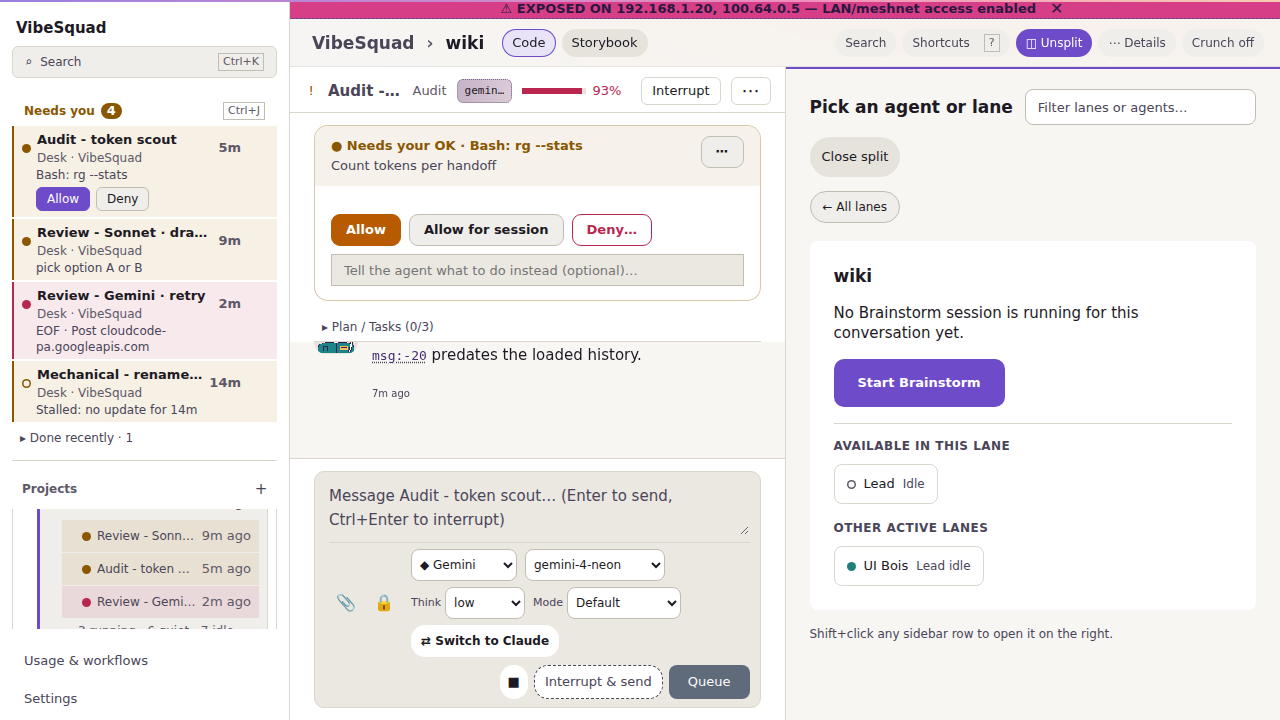 ⚠ EXPOSED ON 192.168.1.20, 100.64.0.5 — LAN/meshnet access enabled ✕
VibeSquad
Search Ctrl+K
Needs you 4 Ctrl+J
Audit - token scout 5m
Desk · VibeSquad
Bash: rg --stats
Allow Deny
Review - Sonnet · dra… 9m
Desk · VibeSquad
pick option A or B
Review - Gemini · retry 2m
Desk · VibeSquad
EOF · Post cloudcode-
pa.googleapis.com
Mechanical - rename… 14m
Desk · VibeSquad
Stalled: no update for 14m
▸ Done recently · 1
Projects +
Review - Sonn… 9m ago
Audit - token … 5m ago
Review - Gemi… 2m ago
Usage & workflows
Settings
VibeSquad › wiki Code Storybook
Search Shortcuts ? ◫ Unsplit ⋯ Details Crunch off
! Audit -… Audit gemin… 93% Interrupt ⋯
● Needs your OK · Bash: rg --stats ⋯
Count tokens per handoff
Allow Allow for session Deny…
Tell the agent what to do instead (optional)…
▸ Plan / Tasks (0/3)
msg:-20 predates the loaded history.
7m ago
Message Audit - token scout… (Enter to send,
Ctrl+Enter to interrupt)
◆ Gemini gemini-4-neon
Think low Mode Default
⇄ Switch to Claude
■ Interrupt & send Queue
Pick an agent or lane Filter lanes or agents…
Close split
← All lanes
wiki
No Brainstorm session is running for this
conversation yet.
Start Brainstorm
AVAILABLE IN THIS LANE
Lead Idle
OTHER ACTIVE LANES
UI Bois Lead idle
Shift+click any sidebar row to open it on the right.